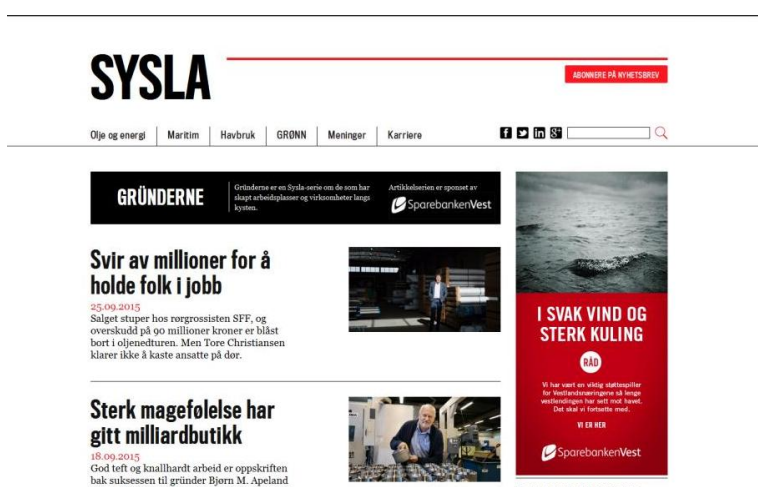 SYSLA
ABONNERE PÅ NYHETSBREV
Olje og energi
Maritim
Havbruk
GRØNN
Meninger
Karriere
GRÜNDERNE
Gründerne er en Sysla-serie om de som har
skapt arbeidsplasser og virksomheter langs
kysten.
Artikkelserien er sponset av
SparebankenVest
Svir av millioner for å
holde folk i jobb
25.09.2015
Salget stuper hos rørgrossisten SFF, og
overskudd på 90 millioner kroner er blåst
bort i oljenedturen. Men Tore Christiansen
klarer ikke å kaste ansatte på dør.
Sterk magefølelse har
gitt milliardbutikk
18.09.2015
God teft og knallhardt arbeid er oppskriften
bak suksessen til gründer Bjørn M. Apeland
I SVAK VIND OG
STERK KULING
RÅD
Vi har vært en viktig støttespiller
for Vestlandsnæringene så lenge
vestlendingen har sett mot havet.
Det skal vi fortsette med.
VI ER HER
SparebankenVest